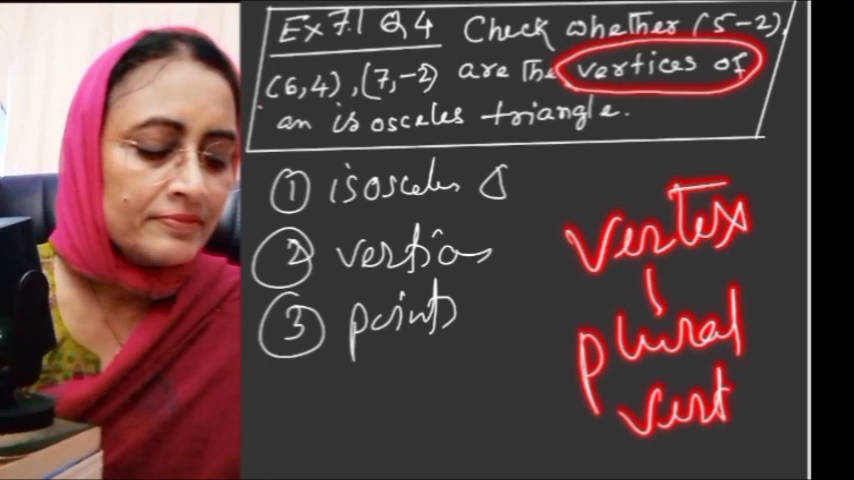 Ex 7.1 Q 4 Check whether (5-2),
(6,4), (7,-2) are the vertices of
an isosceles triangle.
① isosceles Δ
② vertices
③ points
vertex
plural
vert